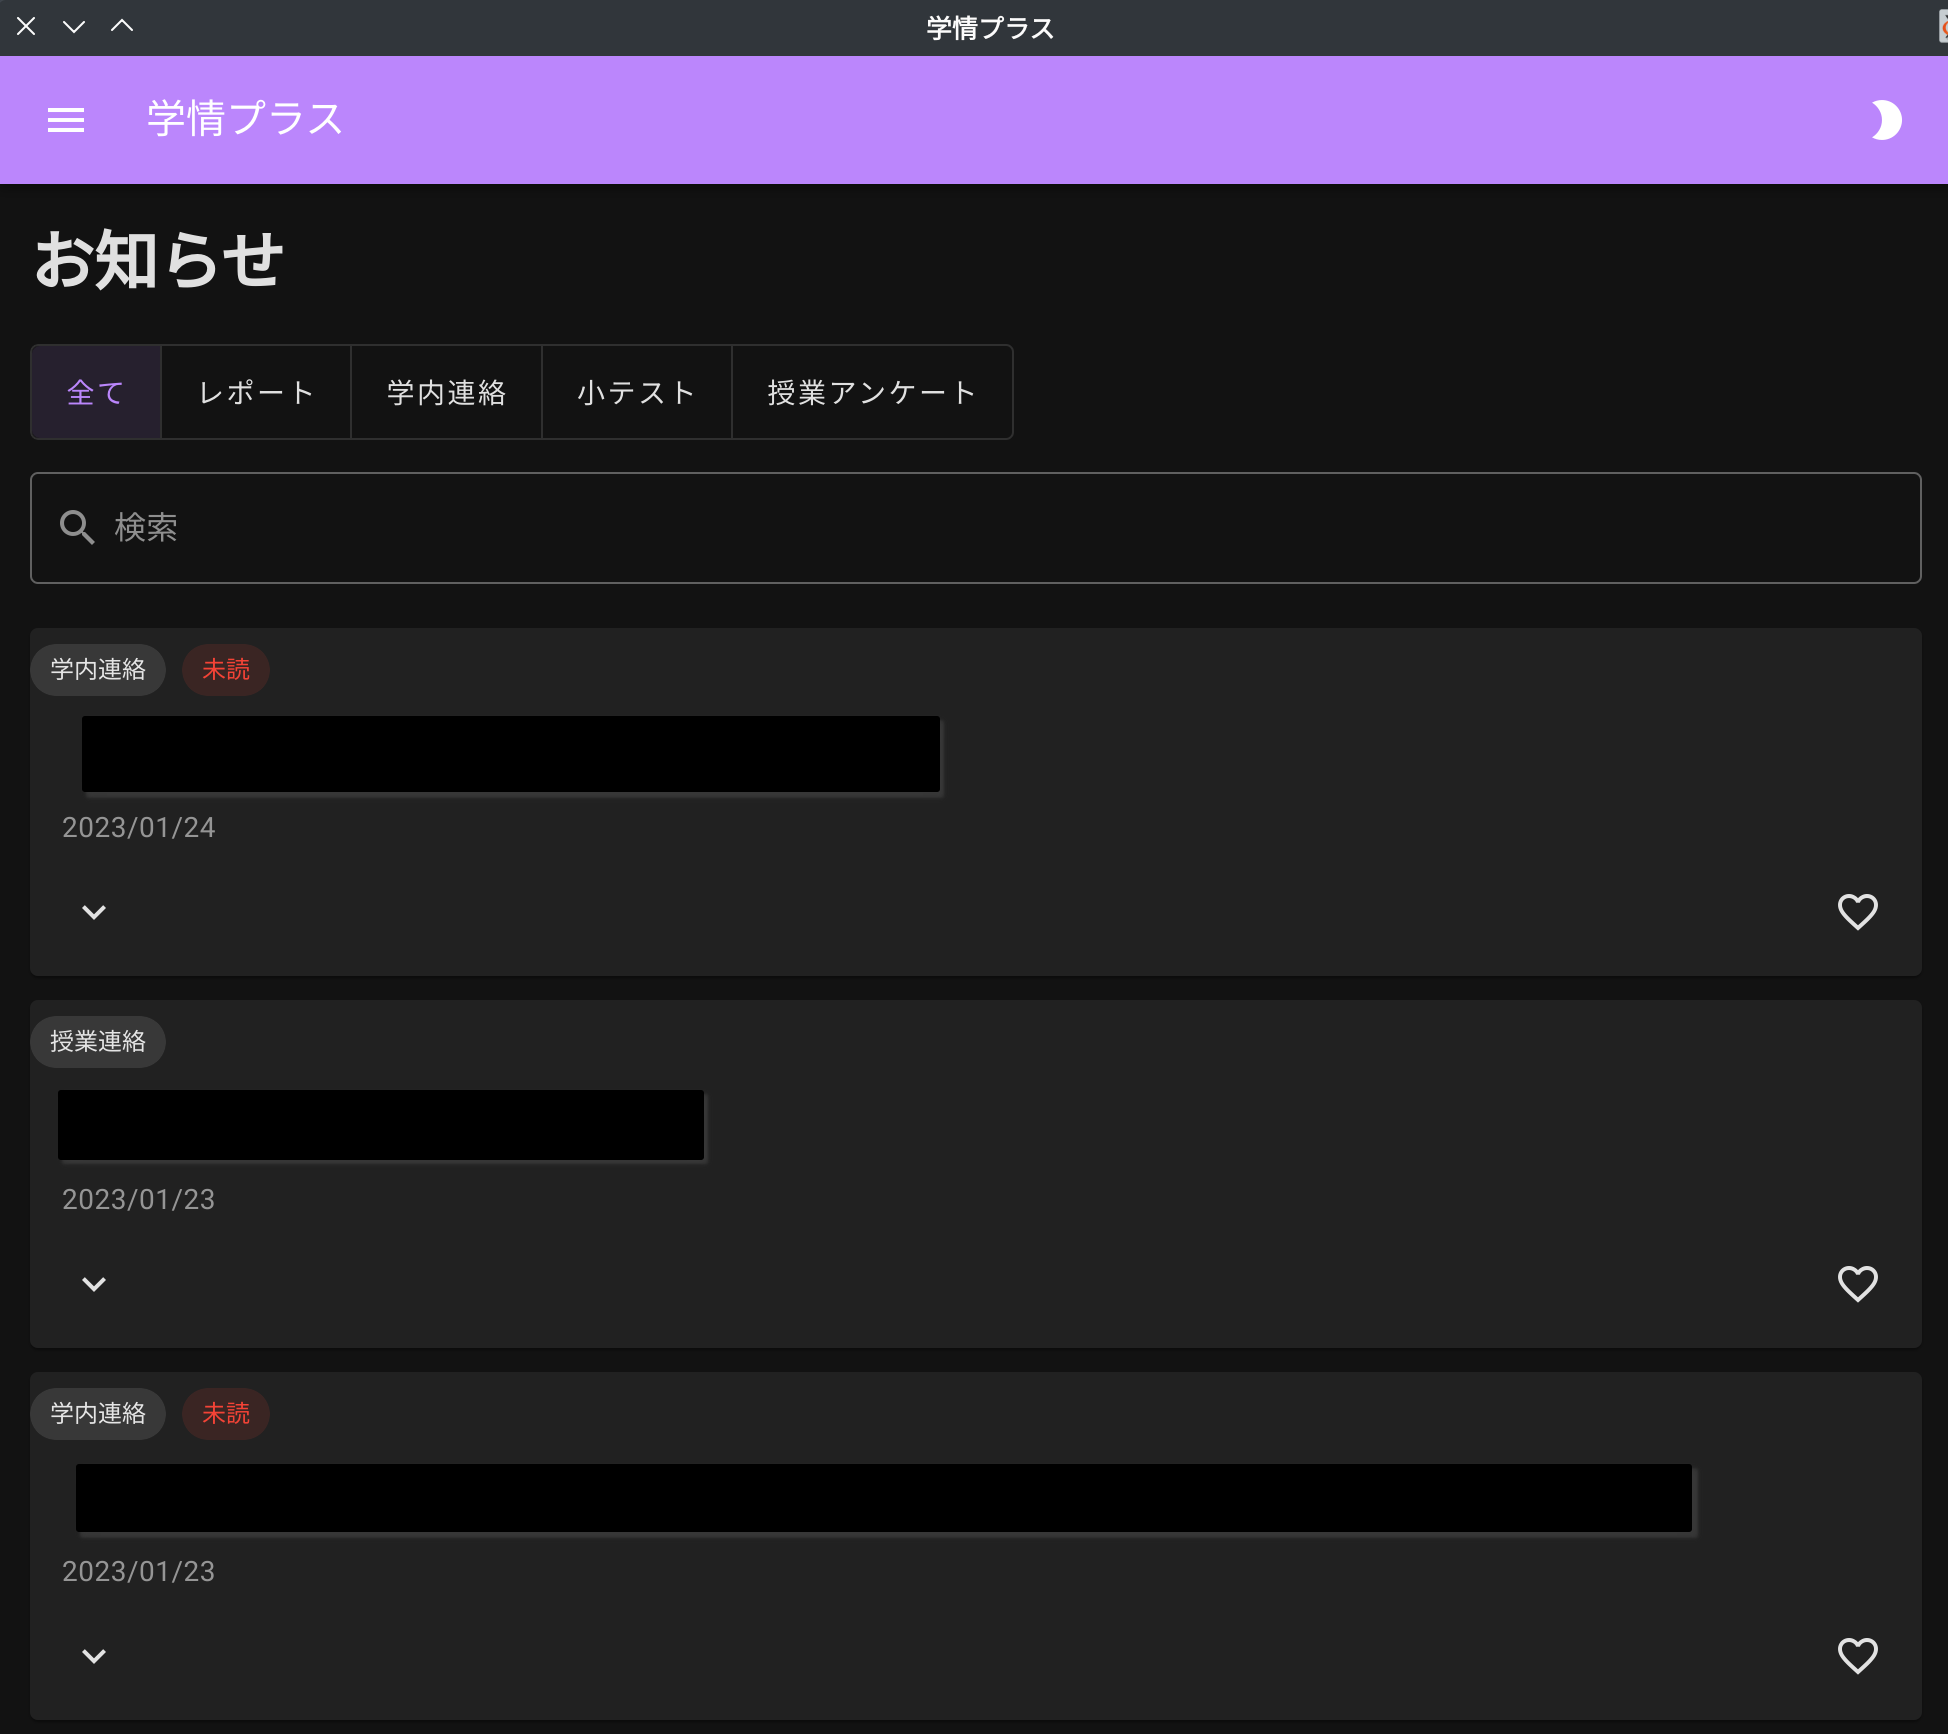 学情プラス
学情プラス
お知らせ
全て レポート 学内連絡 小テスト 授業アンケート
検索
学内連絡 未読
2023/01/24
授業連絡
2023/01/23
学内連絡 未読
2023/01/23